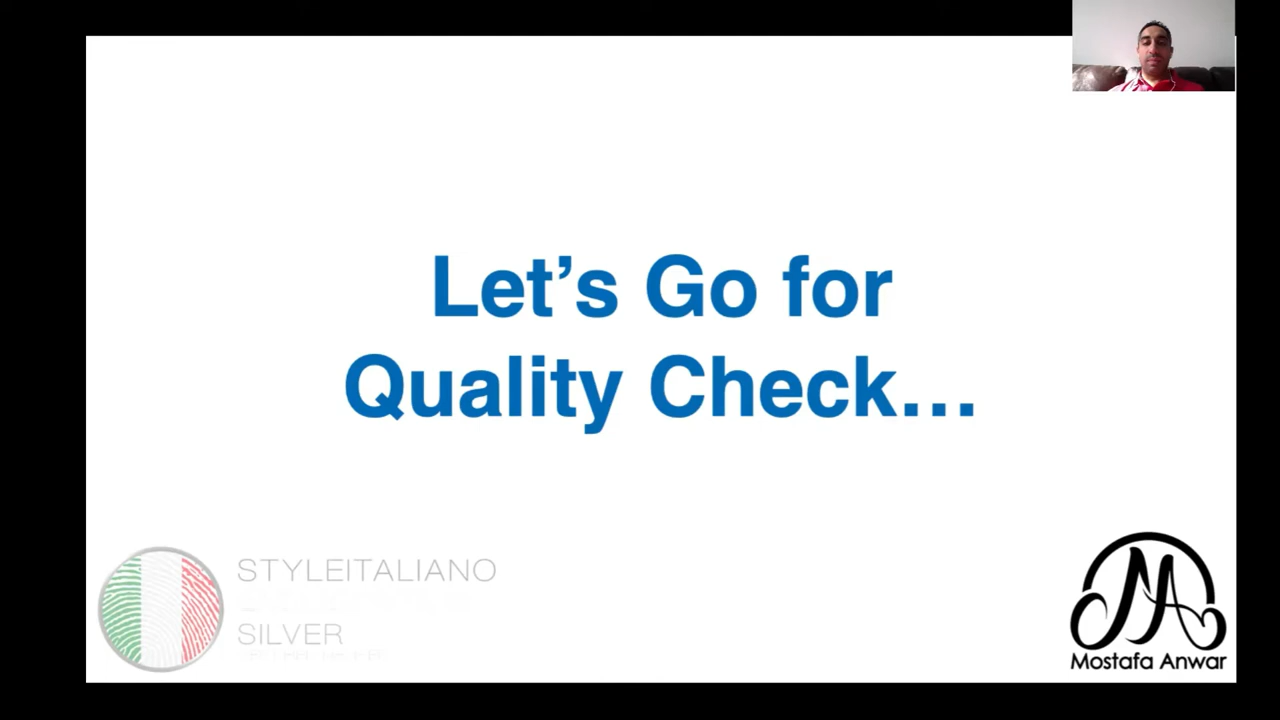 Let’s Go for
Quality Check…
STYLEITALIANO
SILVER
Mostafa Anwar